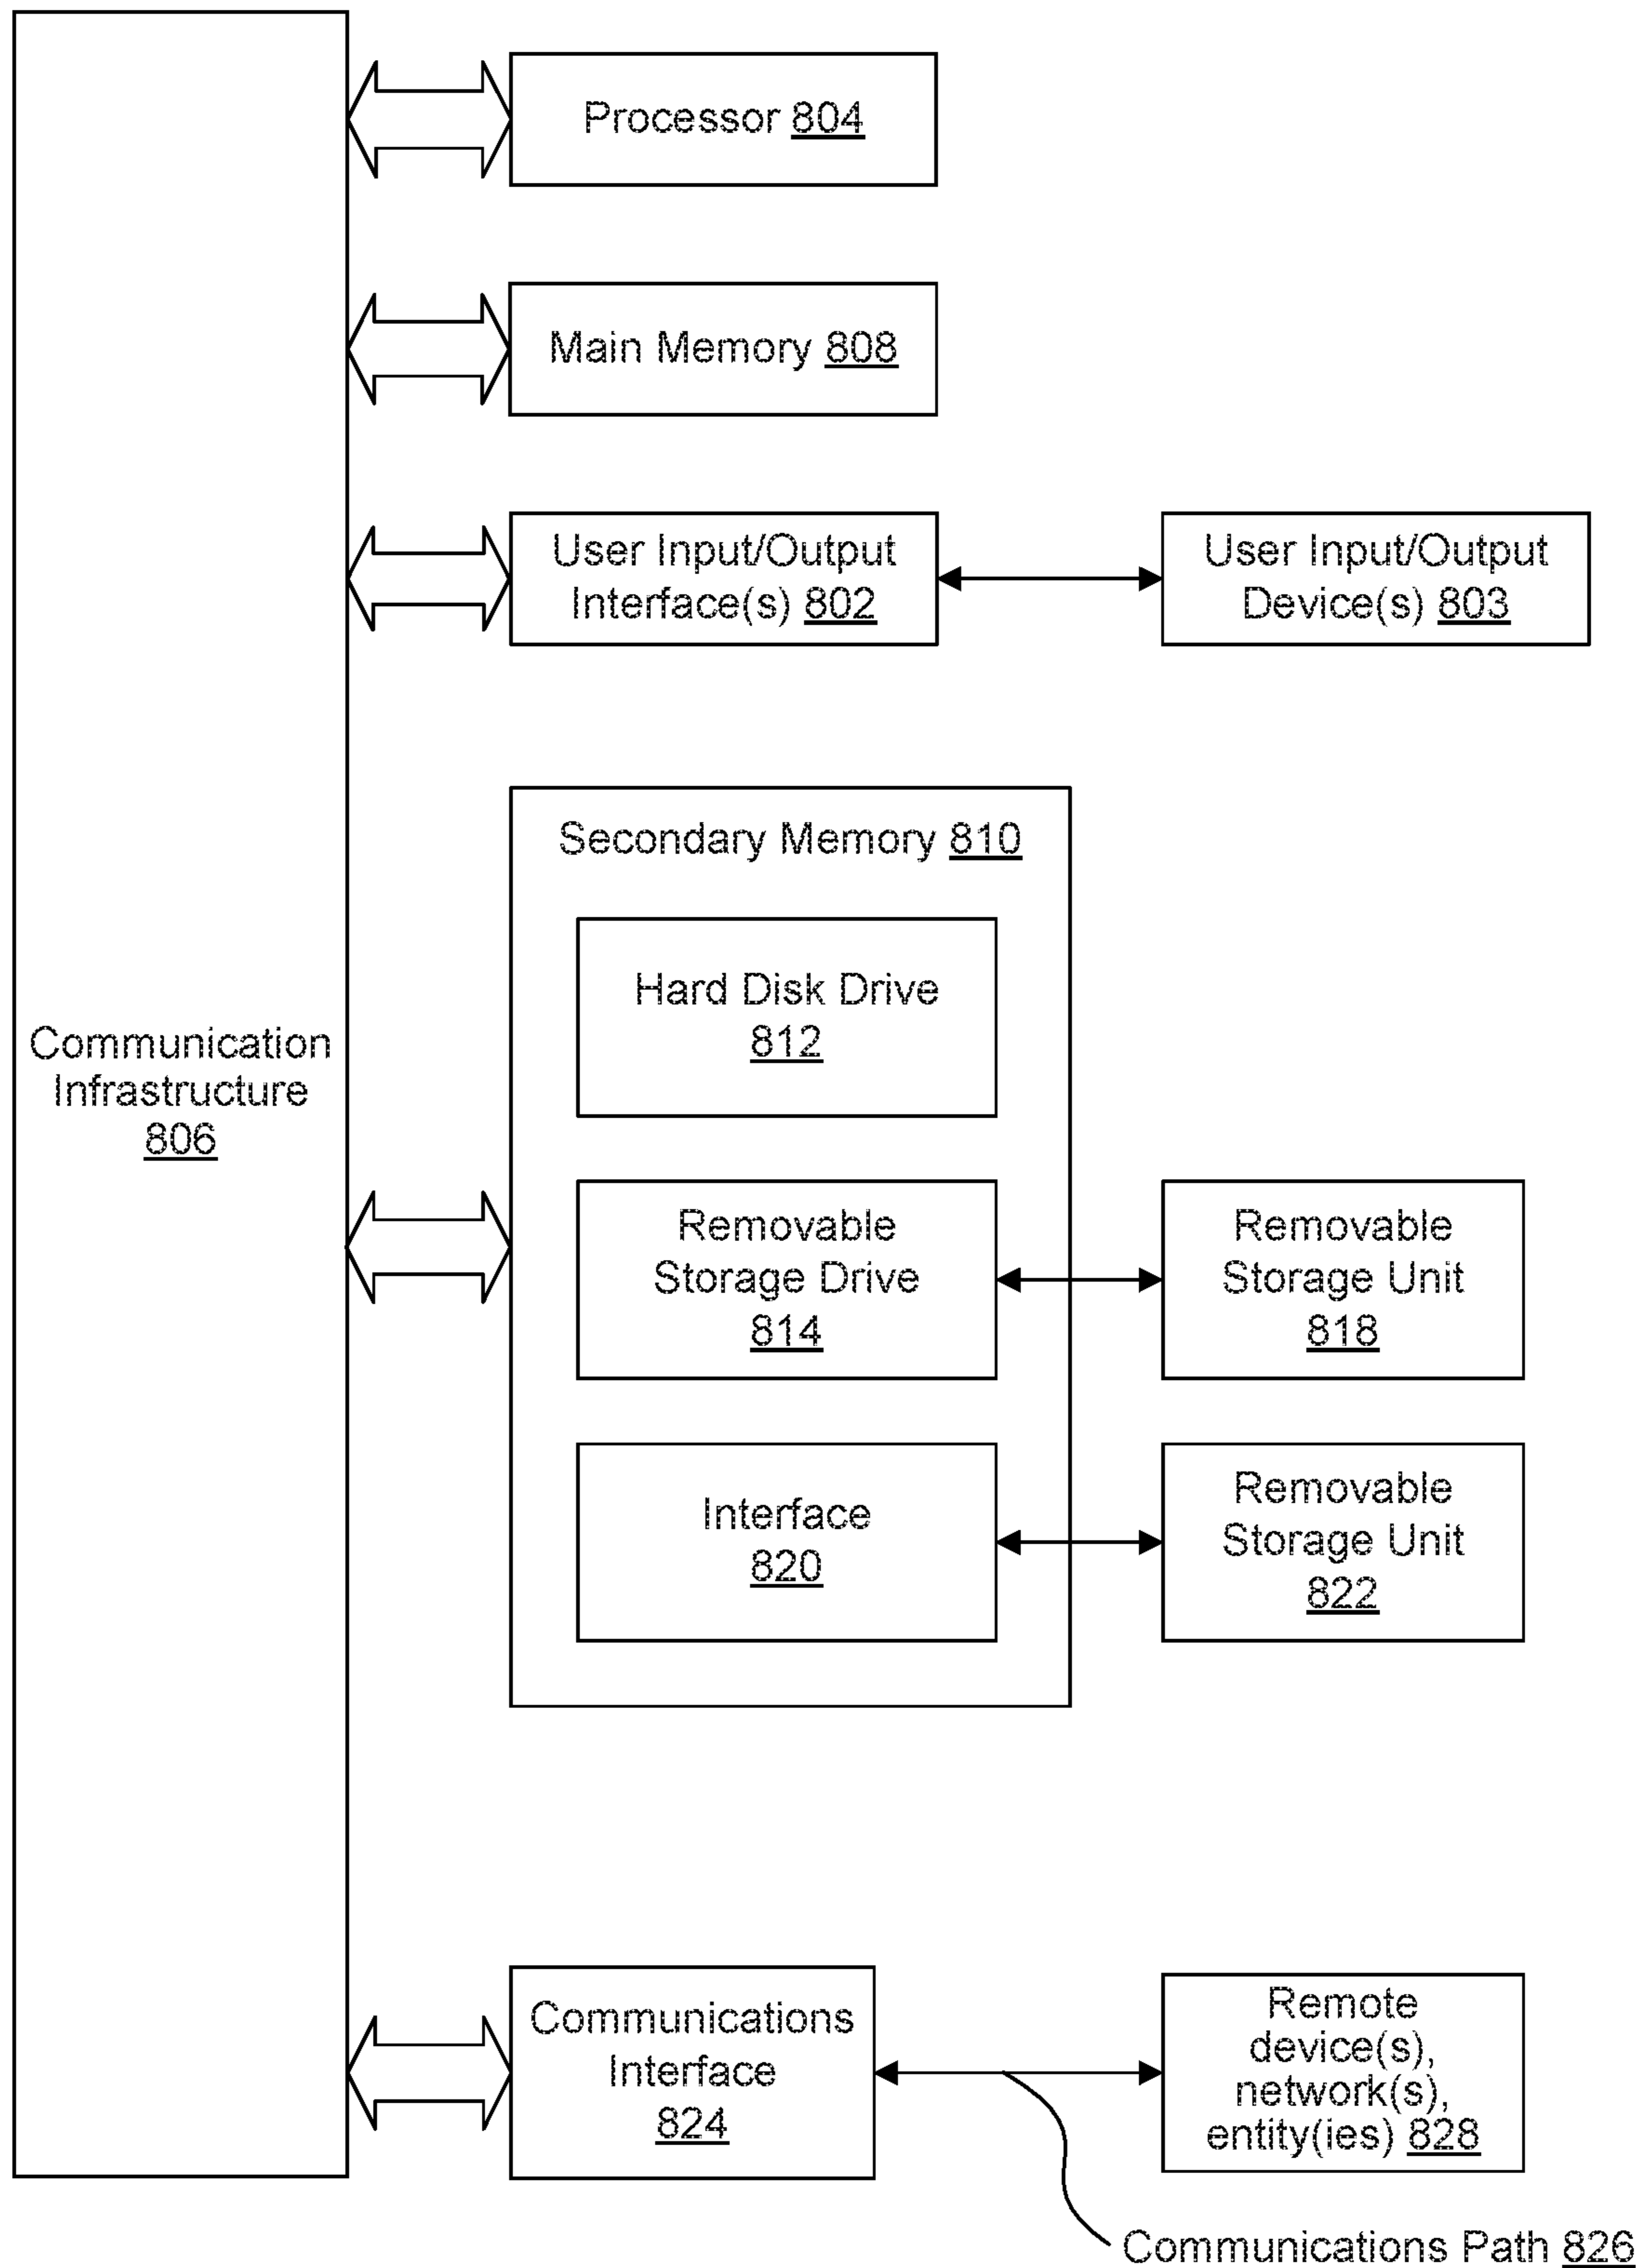 Processor 804
Main Memory 808
User Input/Output
Interface(s) 802
User Input/Output
Device(s) 803
Secondary Memory 810
Hard Disk Drive
812
Communication
Infrastructure
806
Removable
Storage Drive
814
Removable
Storage Unit
818
Interface
820
Removable
Storage Unit
822
Communications
Interface
824
Remote
device(s),
network(s),
entity(ies) 828
Communications Path 826